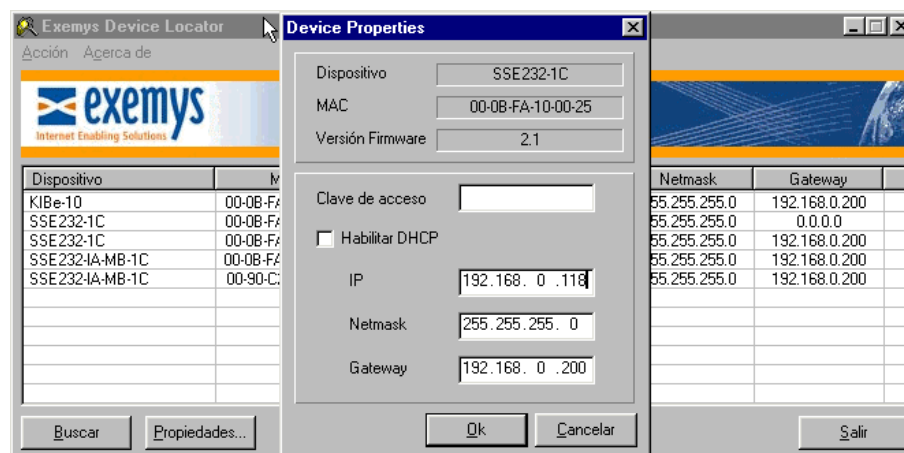 Exemys Device Locator
Acción Acerca de
exemys
Internet Enabling Solutions
Dispositivo M Netmask Gateway
KIBe-10 00-0B-FA 55.255.255.0 192.168.0.200
SSE232-1C 00-0B-FA 55.255.255.0 0.0.0.0
SSE232-1C 00-0B-FA 55.255.255.0 192.168.0.200
SSE232-IA-MB-1C 00-0B-FA 55.255.255.0 192.168.0.200
SSE232-IA-MB-1C 00-90-C2 55.255.255.0 192.168.0.200
Buscar Propiedades... Salir
Device Properties
Dispositivo SSE232-1C
MAC 00-0B-FA-10-00-25
Versión Firmware 2.1
Clave de acceso
Habilitar DHCP
IP 192.168. 0 .118
Netmask 255.255.255. 0
Gateway 192.168. 0 .200
Ok Cancelar